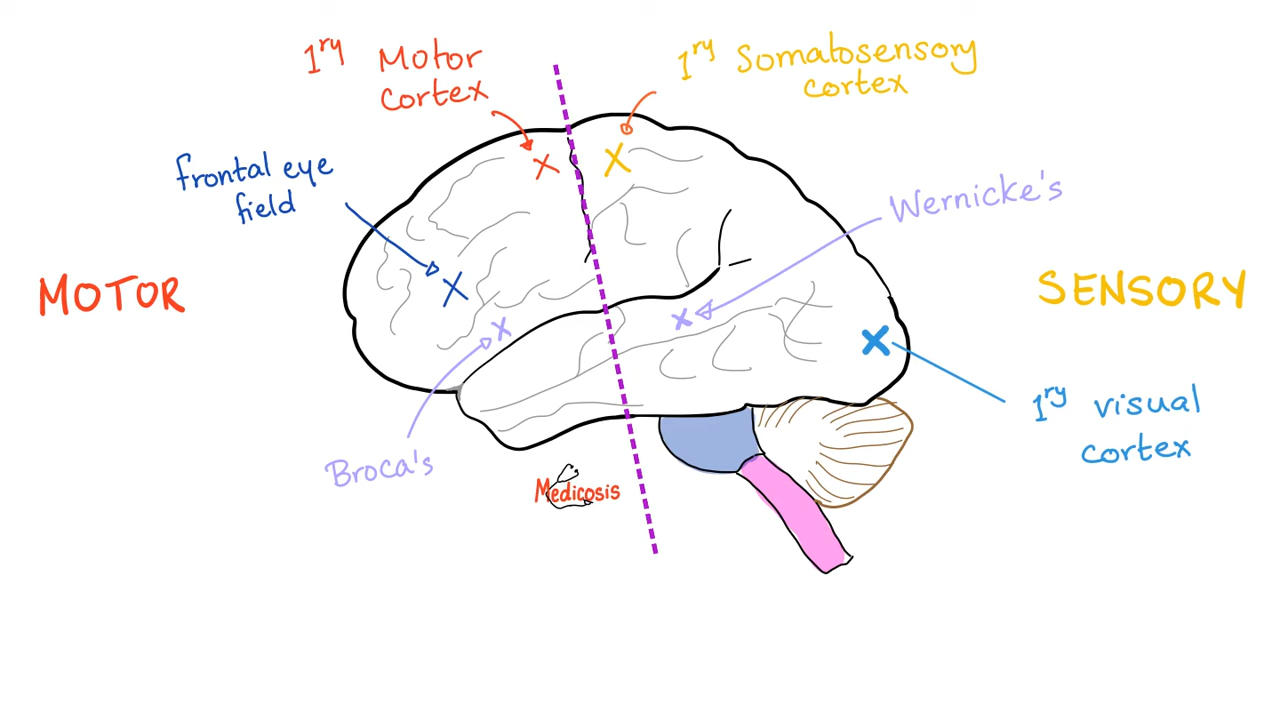 1ry Motor
cortex
1ry Somatosensory
cortex
frontal eye
field
Wernicke's
MOTOR
SENSORY
1ry visual
cortex
Broca's
Medicosis